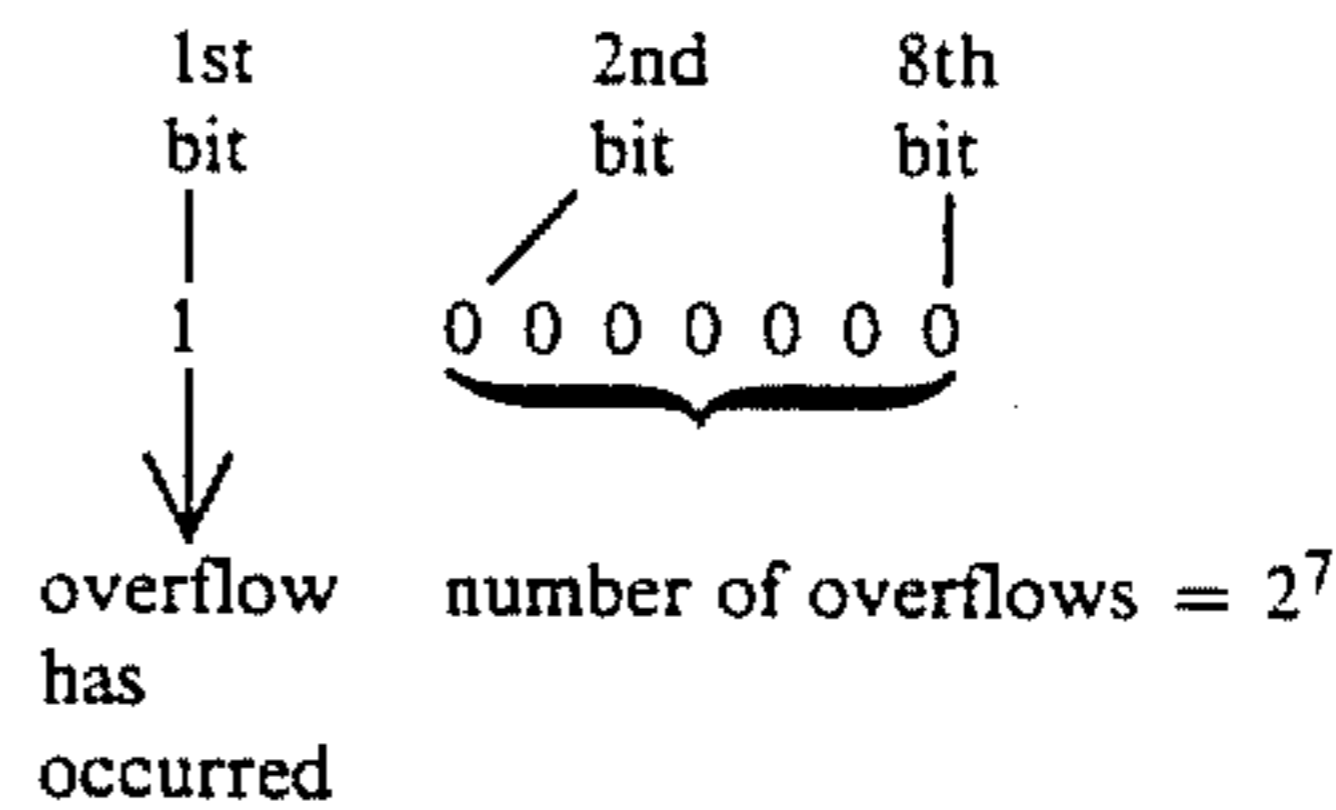 1st 2nd 8th
bit bit bit
1 0 0 0 0 0 0 0
overflow number of overflows = 2⁷
has
occurred